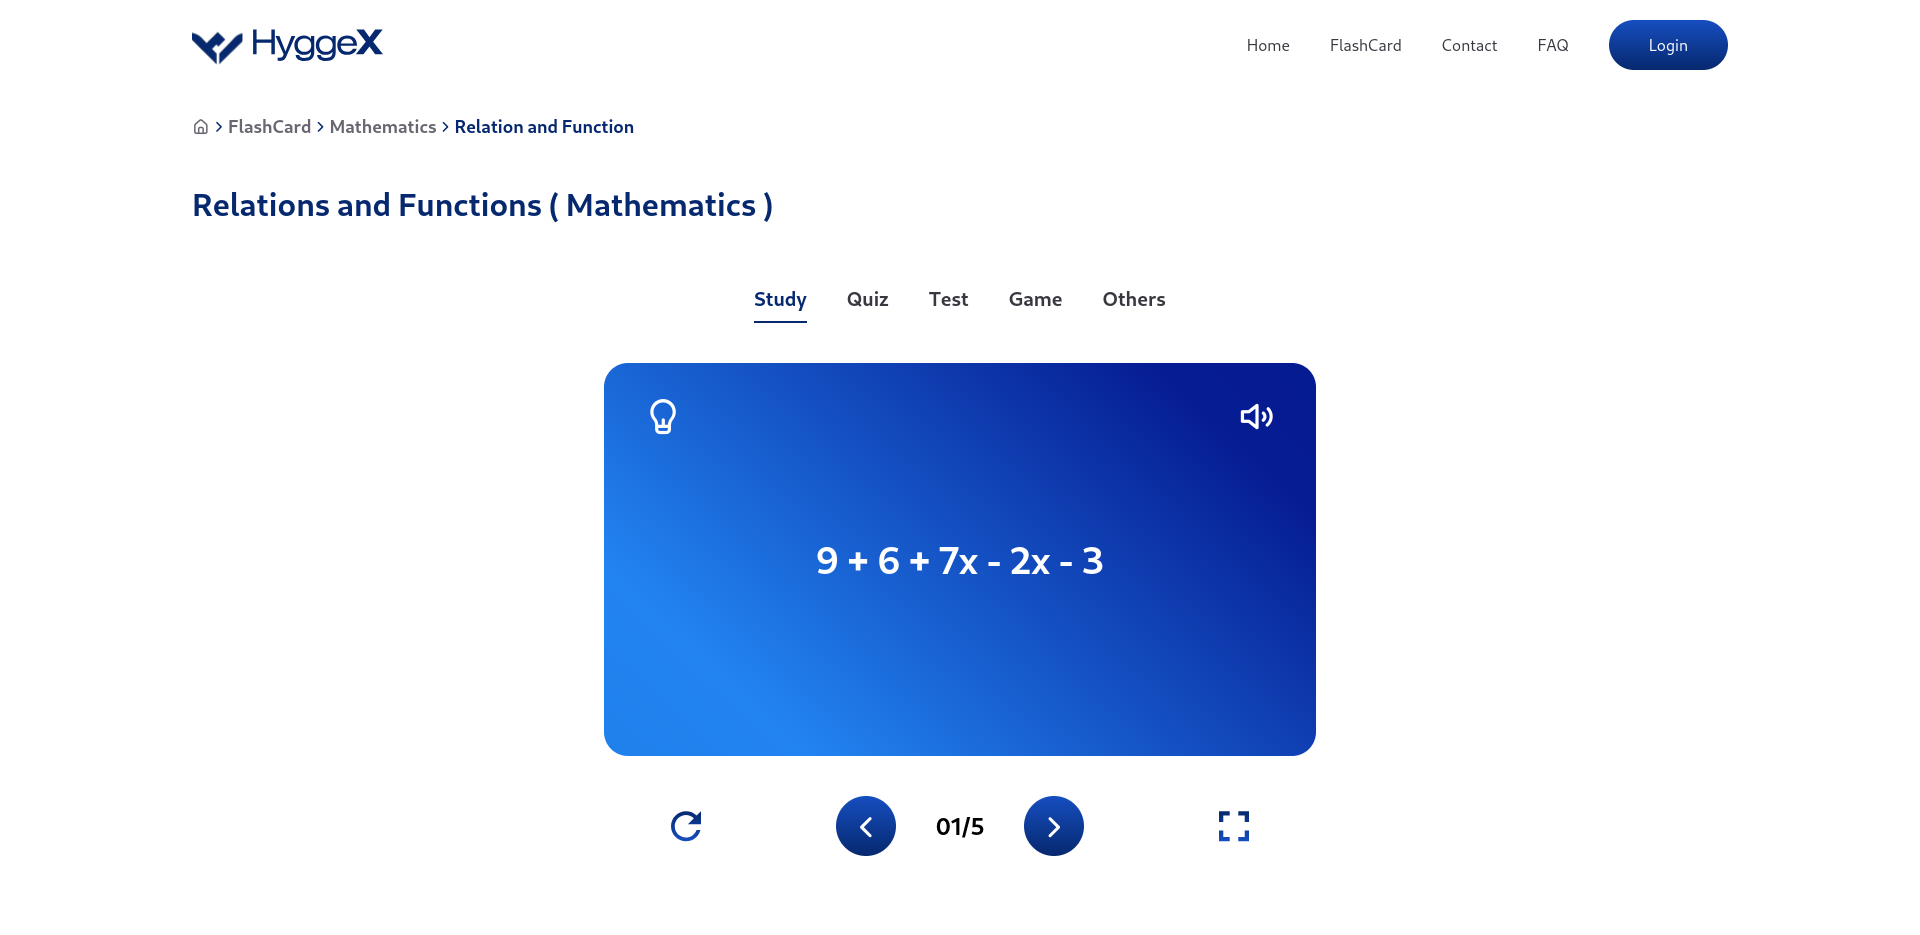 HyggeX
Home FlashCard Contact FAQ Login
FlashCard Mathematics Relation and Function
Relations and Functions ( Mathematics )
Study Quiz Test Game Others
9 + 6 + 7x - 2x - 3
01/5